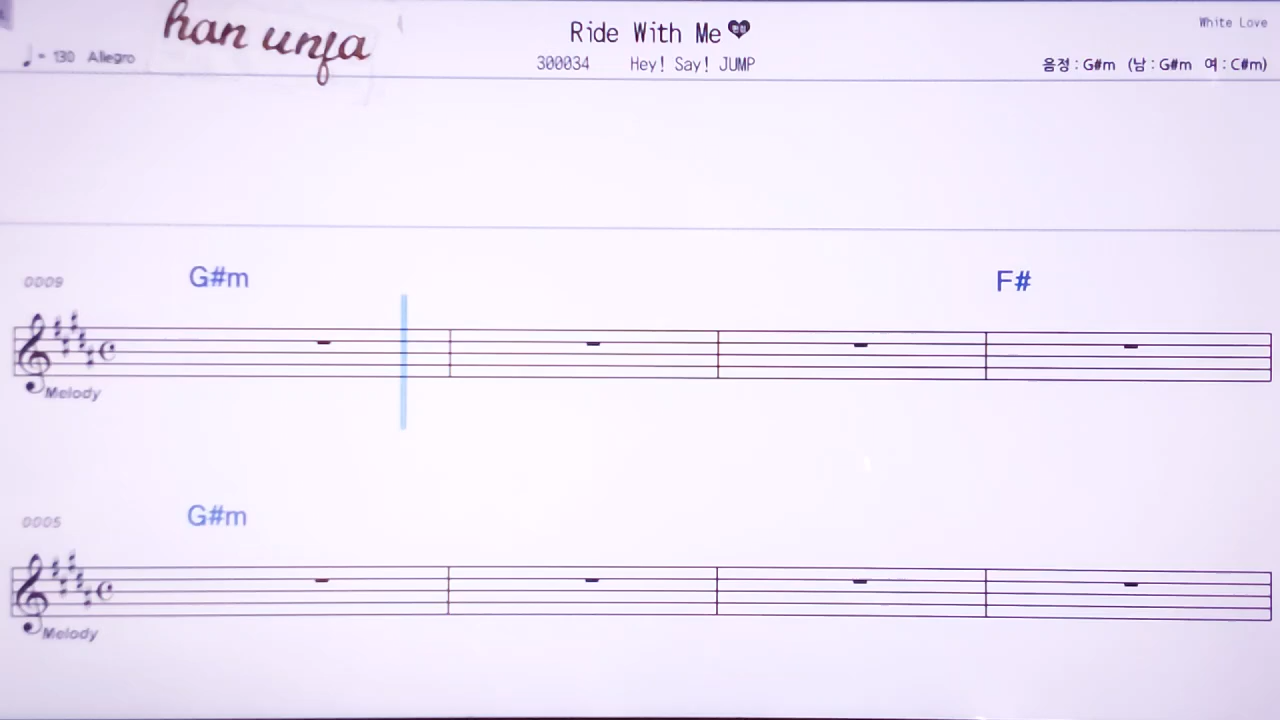 han unja
Ride With Me
White Love
♩= 130 Allegro
300034 Hey! Say! JUMP
음정 : G#m (남 : G#m 여 : C#m)
0009 G#m F#
Melody
0005 G#m
Melody